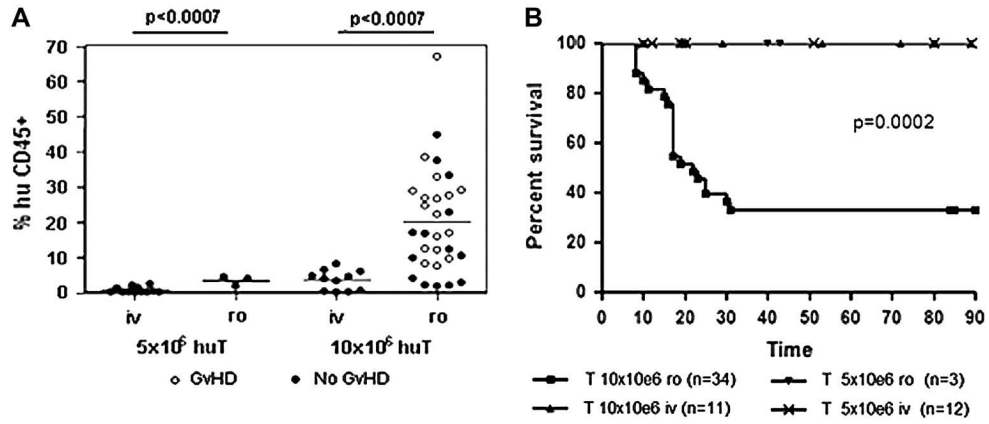 A
p<0.0007 p<0.0007
% hu CD45+
70
60
50
40
30
20
10
0
iv ro iv ro
5x10⁶ huT 10x10⁶ huT
GvHD No GvHD
B
Percent survival
100
80
60
40
20
0
p=0.0002
0 10 20 30 40 50 60 70 80 90
Time
T 10x10e6 ro (n=34) T 5x10e6 ro (n=3)
T 10x10e6 iv (n=11) T 5x10e6 iv (n=12)